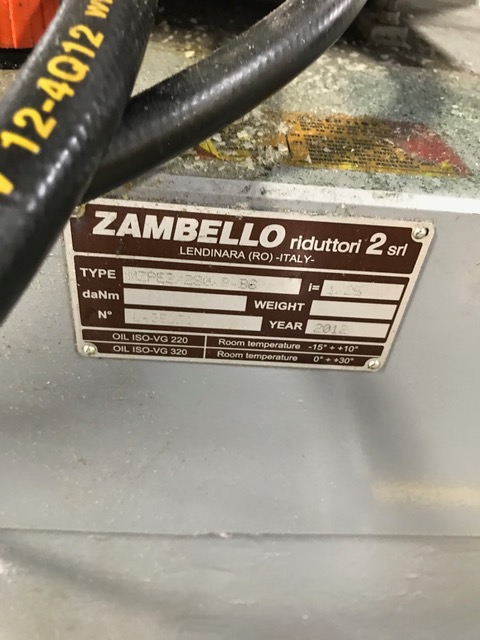 12-4Q12 W
ZAMBELLO riduttori 2 srl
LENDINARA (RO) -ITALY-
TYPE i=
daNm WEIGHT
N° YEAR 2012
OIL ISO-VG 220 Room temperature -15° ÷ +10°
OIL ISO-VG 320 Room temperature 0° ÷ +30°